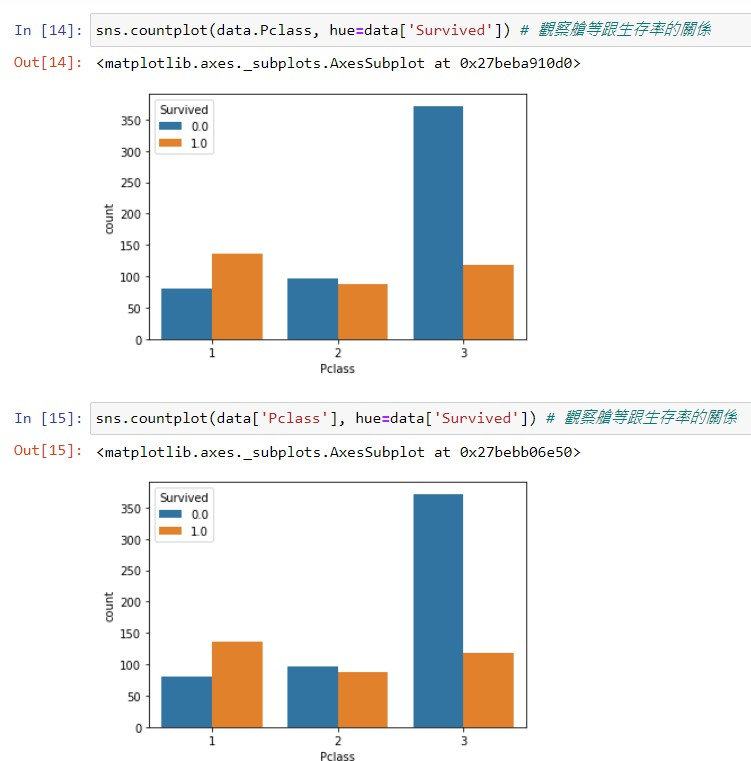 In [14]: sns.countplot(data.Pclass, hue=data['Survived']) # 觀察艙等跟生存率的關係
Out[14]: <matplotlib.axes._subplots.AxesSubplot at 0x27beba910d0>
Survived
0.0
1.0
350
300
250
200
150
100
50
0
count
1 2 3
Pclass
In [15]: sns.countplot(data['Pclass'], hue=data['Survived']) # 觀察艙等跟生存率的關係
Out[15]: <matplotlib.axes._subplots.AxesSubplot at 0x27bebb06e50>
Survived
0.0
1.0
350
300
250
200
150
100
50
0
count
1 2 3
Pclass